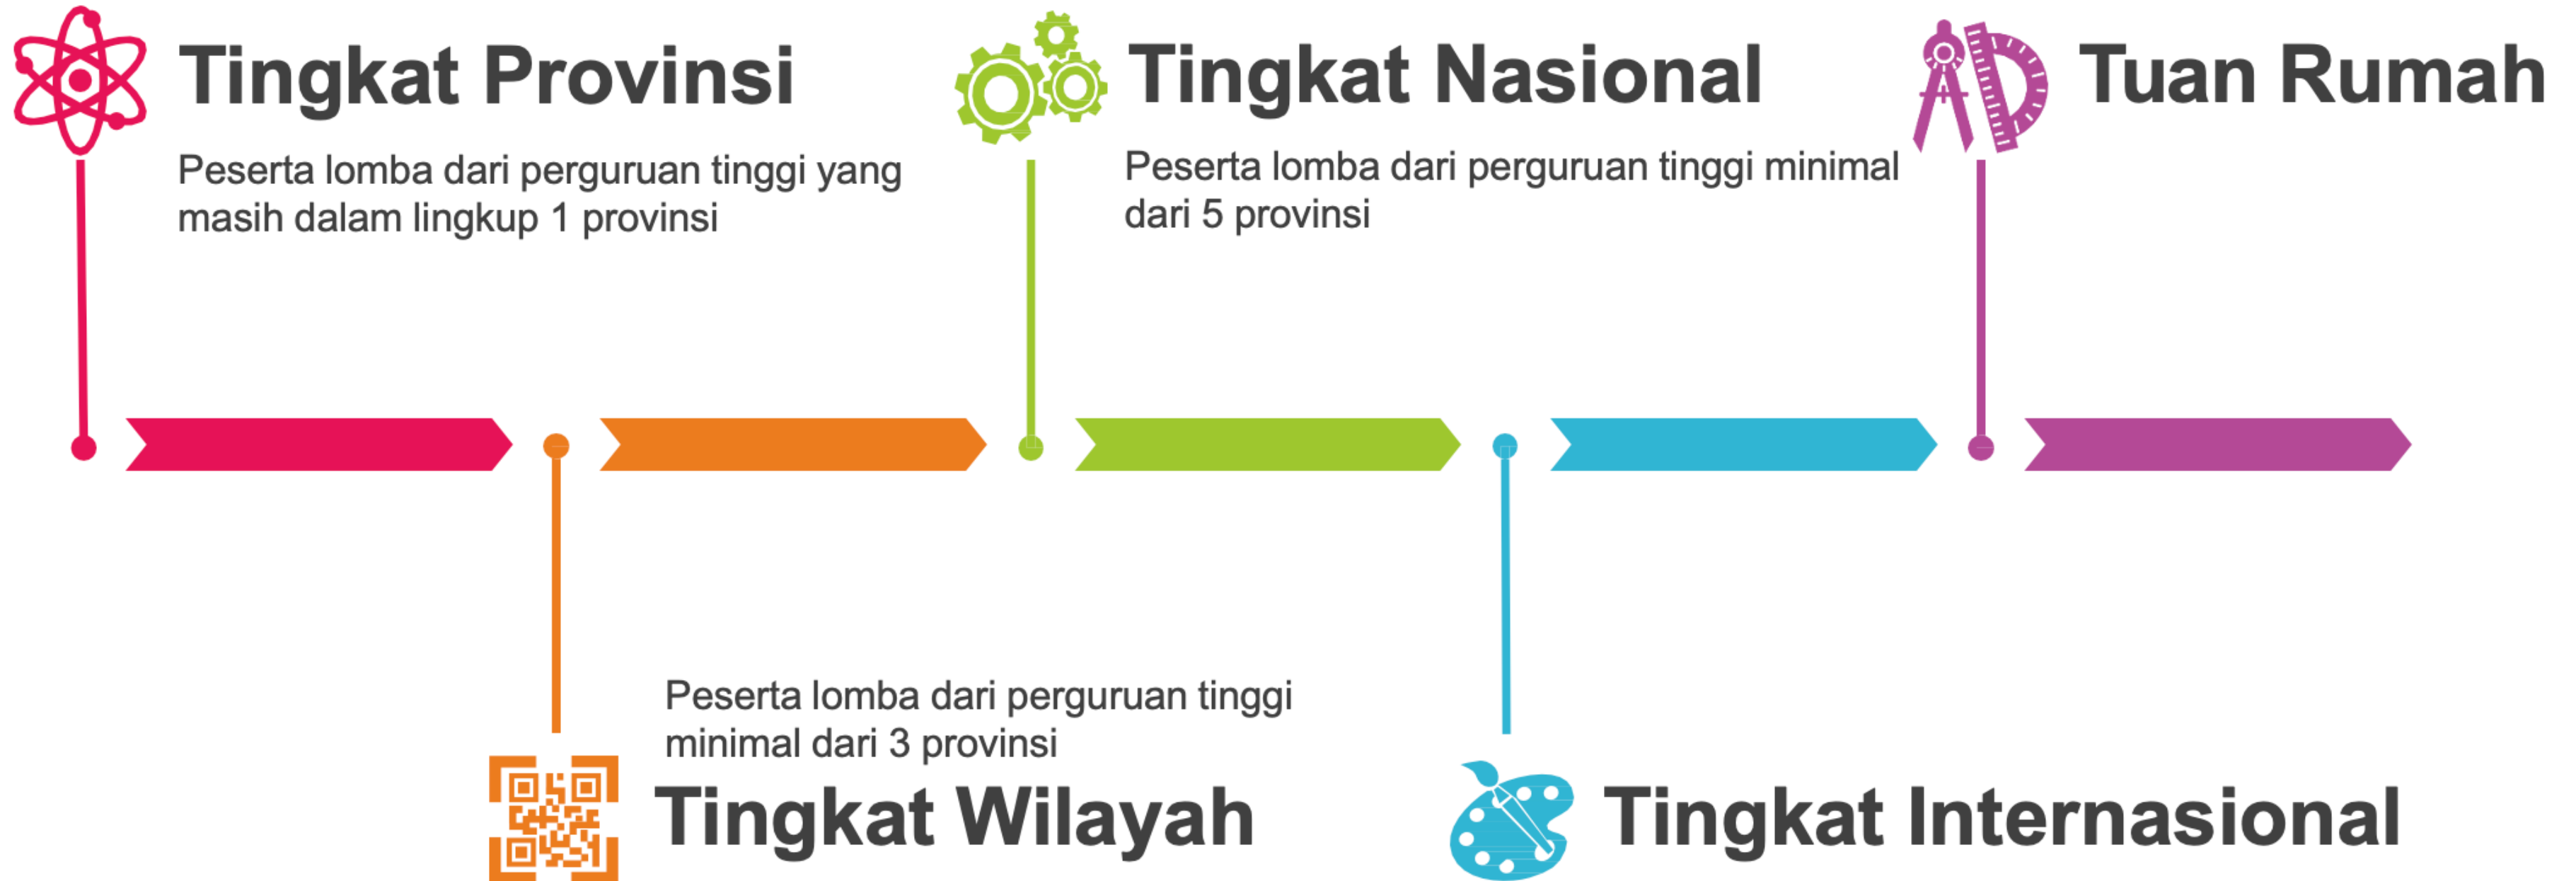 Tingkat Provinsi
Peserta lomba dari perguruan tinggi yang
masih dalam lingkup 1 provinsi
Tingkat Nasional
Peserta lomba dari perguruan tinggi minimal
dari 5 provinsi
Tuan Rumah
Peserta lomba dari perguruan tinggi
minimal dari 3 provinsi
Tingkat Wilayah
Tingkat Internasional